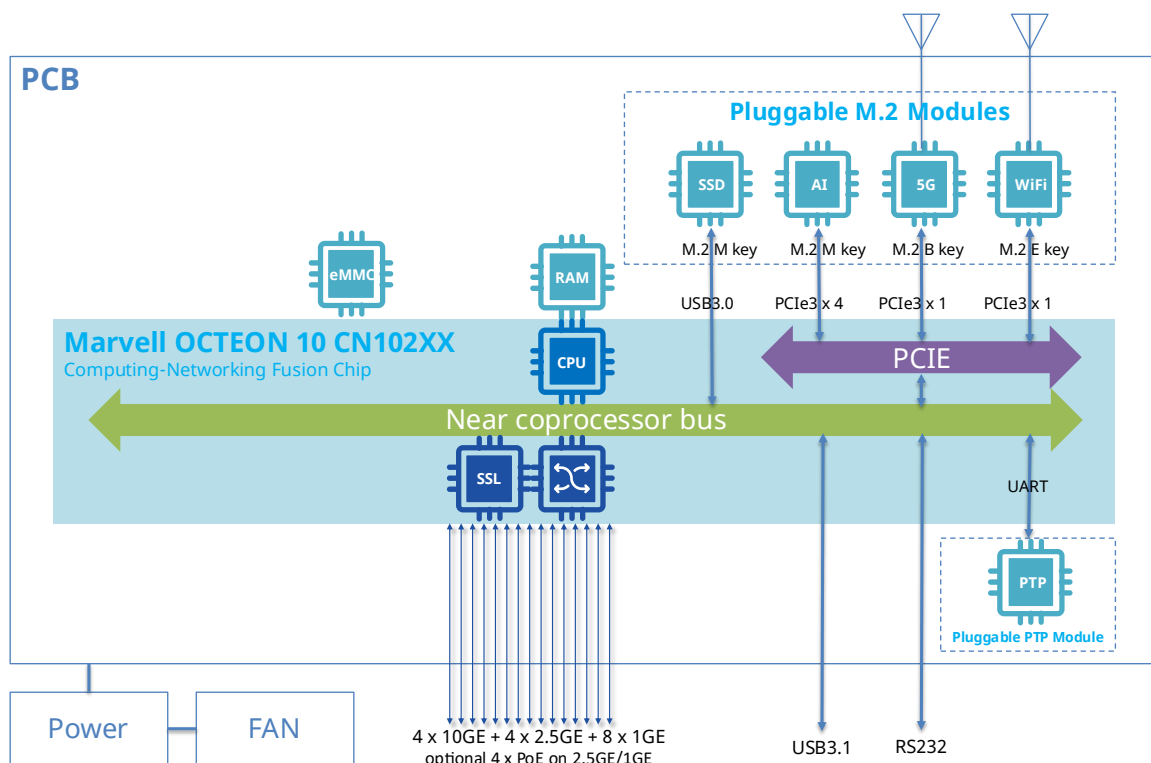 PCB
Pluggable M.2 Modules
SSD
AI
5G
WiFi
M.2 M key
M.2 M key
M.2 B key
M.2 E key
eMMC
RAM
USB3.0
PCIe3 x 4
PCIe3 x 1
PCIe3 x 1
Marvell OCTEON 10 CN102XX
Computing-Networking Fusion Chip
CPU
PCIE
Near coprocessor bus
SSL
UART
PTP
Pluggable PTP Module
Power
FAN
4 x 10GE + 4 x 2.5GE + 8 x 1GE
optional 4 x PoE on 2.5GE/1GE
USB3.1
RS232